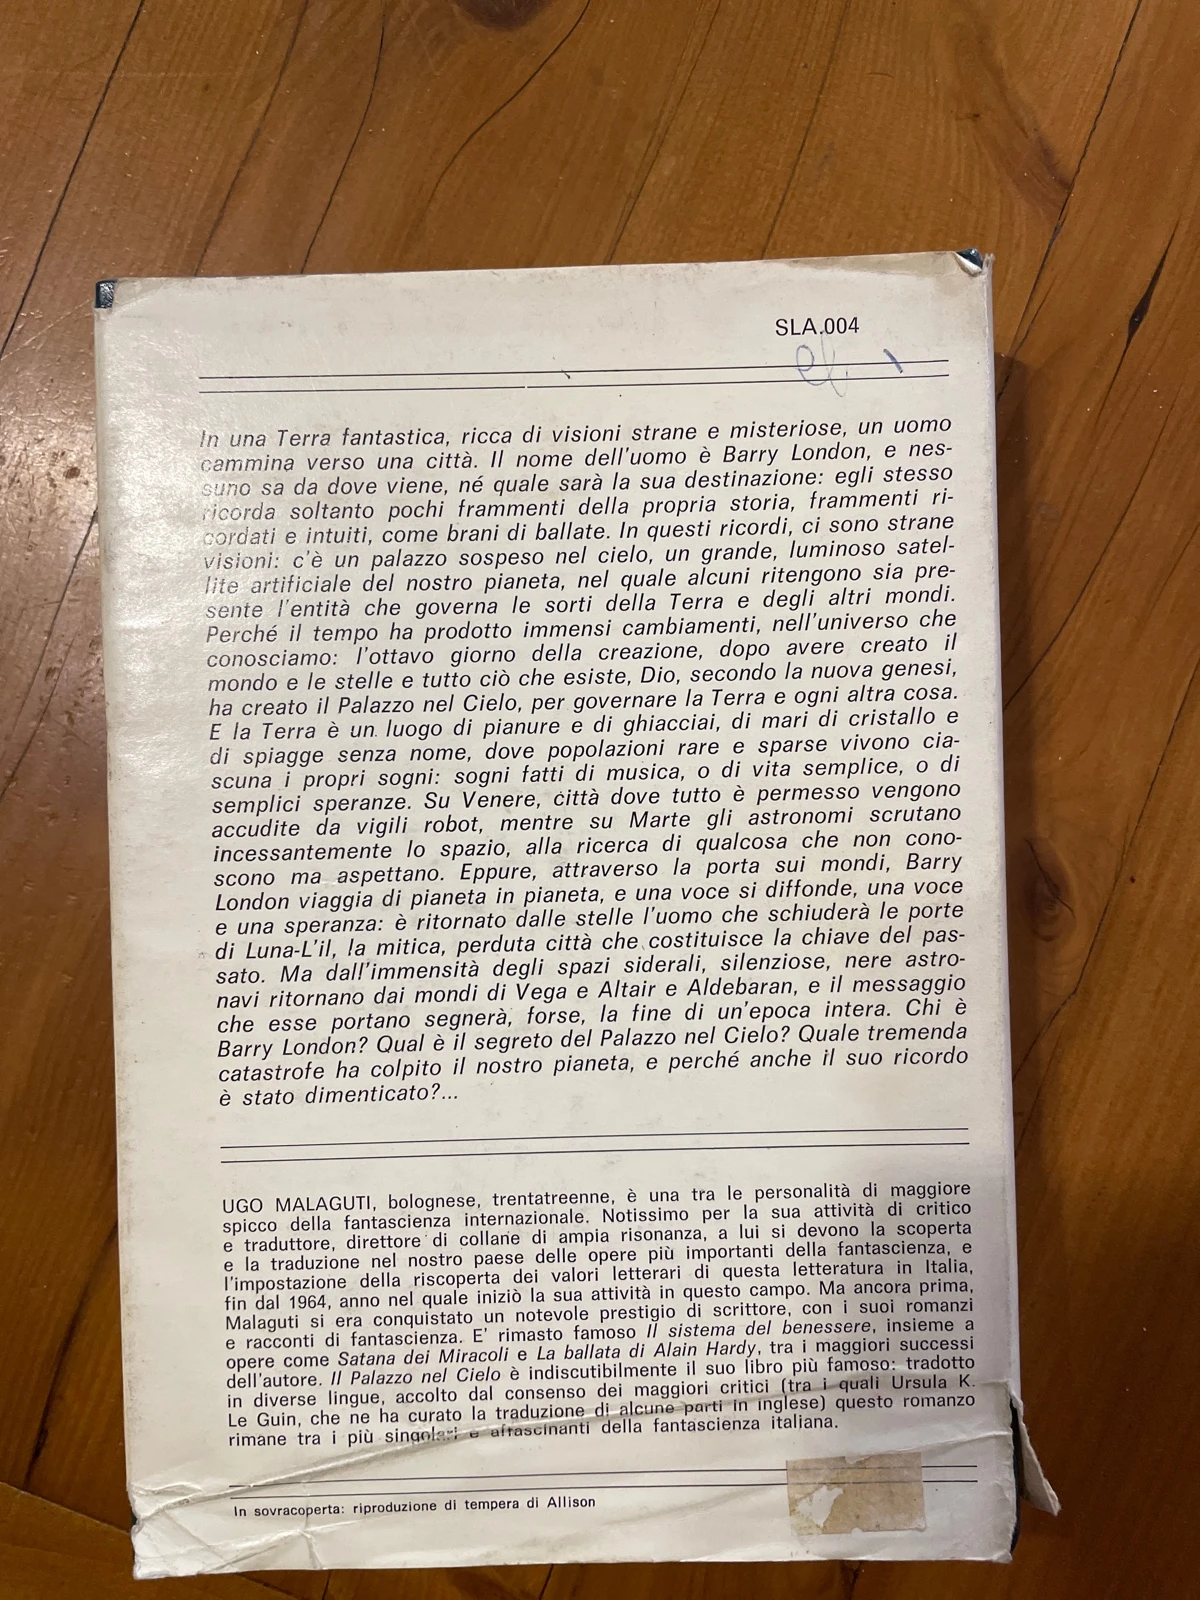 SLA.004
In una Terra fantastica, ricca di visioni strane e misteriose, un uomo
cammina verso una città. Il nome dell'uomo è Barry London, e nes-
suno sa da dove viene, né quale sarà la sua destinazione: egli stesso
ricorda soltanto pochi frammenti della propria storia, frammenti ri-
cordati e intuiti, come brani di ballate. In questi ricordi, ci sono strane
visioni: c'è un palazzo sospeso nel cielo, un grande, luminoso satel-
lite artificiale del nostro pianeta, nel quale alcuni ritengono sia pre-
sente l'entità che governa le sorti della Terra e degli altri mondi.
Perché il tempo ha prodotto immensi cambiamenti, nell'universo che
conosciamo: l'ottavo giorno della creazione, dopo avere creato il
mondo e le stelle e tutto ciò che esiste, Dio, secondo la nuova genesi,
ha creato il Palazzo nel Cielo, per governare la Terra e ogni altra cosa.
E la Terra è un luogo di pianure e di ghiacciai, di mari di cristallo e
di spiagge senza nome, dove popolazioni rare e sparse vivono cia-
scuna i propri sogni: sogni fatti di musica, o di vita semplice, o di
semplici speranze. Su Venere, città dove tutto è permesso vengono
accudite da vigili robot, mentre su Marte gli astronomi scrutano
incessantemente lo spazio, alla ricerca di qualcosa che non cono-
scono ma aspettano. Eppure, attraverso la porta sui mondi, Barry
London viaggia di pianeta in pianeta, e una voce si diffonde, una voce
e una speranza: è ritornato dalle stelle l'uomo che schiuderà le porte
di Luna-L'il, la mitica, perduta città che costituisce la chiave del pas-
sato. Ma dall'immensità degli spazi siderali, silenziose, nere astro-
navi ritornano dai mondi di Vega e Altair e Aldebaran, e il messaggio
che esse portano segnerà, forse, la fine di un'epoca intera. Chi è
Barry London? Qual è il segreto del Palazzo nel Cielo? Quale tremenda
catastrofe ha colpito il nostro pianeta, e perché anche il suo ricordo
è stato dimenticato?...
UGO MALAGUTI, bolognese, trentatreenne, è una tra le personalità di maggiore
spicco della fantascienza internazionale. Notissimo per la sua attività di critico
e traduttore, direttore di collane di ampia risonanza, a lui si devono la scoperta
e la traduzione nel nostro paese delle opere più importanti della fantascienza, e
l'impostazione della riscoperta dei valori letterari di questa letteratura in Italia,
fin dal 1964, anno nel quale iniziò la sua attività in questo campo. Ma ancora prima,
Malaguti si era conquistato un notevole prestigio di scrittore, con i suoi romanzi
e racconti di fantascienza. E' rimasto famoso Il sistema del benessere, insieme a
opere come Satana dei Miracoli e La ballata di Alain Hardy, tra i maggiori successi
dell'autore. Il Palazzo nel Cielo è indiscutibilmente il suo libro più famoso: tradotto
in diverse lingue, accolto dal consenso dei maggiori critici (tra i quali Ursula K.
Le Guin, che ne ha curato la traduzione di alcune parti in inglese) questo romanzo
rimane tra i più singolari e affascinanti della fantascienza italiana.
In sovracoperta: riproduzione di tempera di Allison